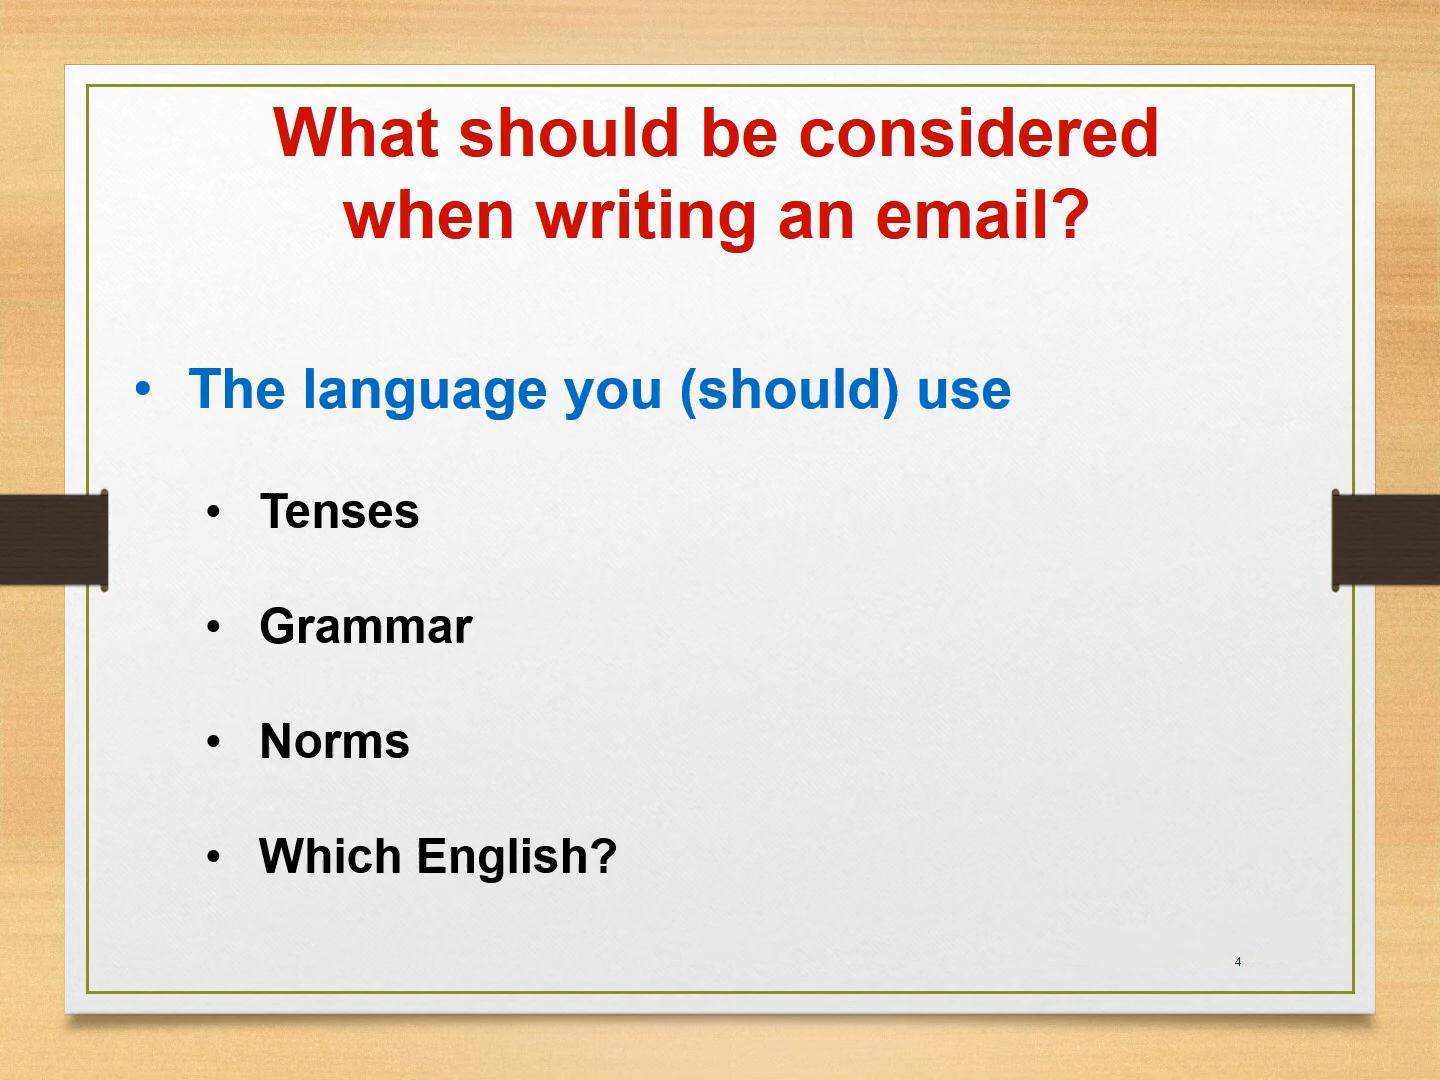 What should be considered
when writing an email?
• The language you (should) use
• Tenses
• Grammar
• Norms
• Which English?
4